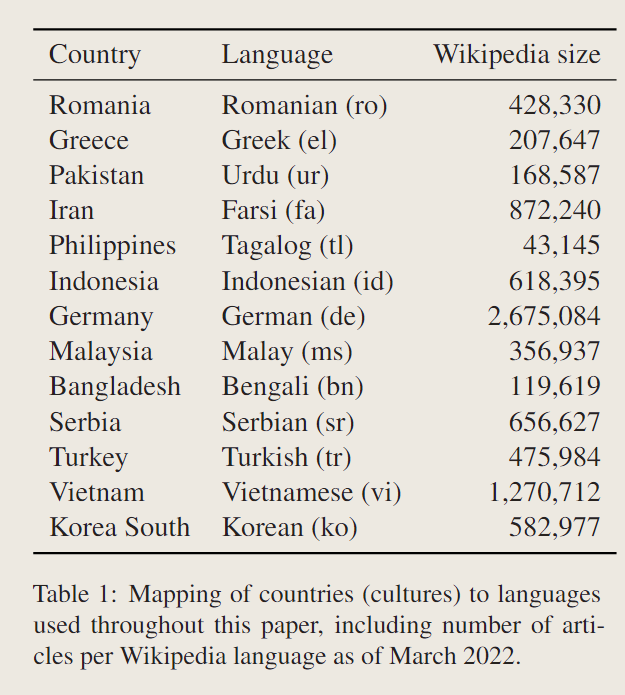 Country Language Wikipedia size
Romania Romanian (ro) 428,330
Greece Greek (el) 207,647
Pakistan Urdu (ur) 168,587
Iran Farsi (fa) 872,240
Philippines Tagalog (tl) 43,145
Indonesia Indonesian (id) 618,395
Germany German (de) 2,675,084
Malaysia Malay (ms) 356,937
Bangladesh Bengali (bn) 119,619
Serbia Serbian (sr) 656,627
Turkey Turkish (tr) 475,984
Vietnam Vietnamese (vi) 1,270,712
Korea South Korean (ko) 582,977
Table 1: Mapping of countries (cultures) to languages
used throughout this paper, including number of arti-
cles per Wikipedia language as of March 2022.